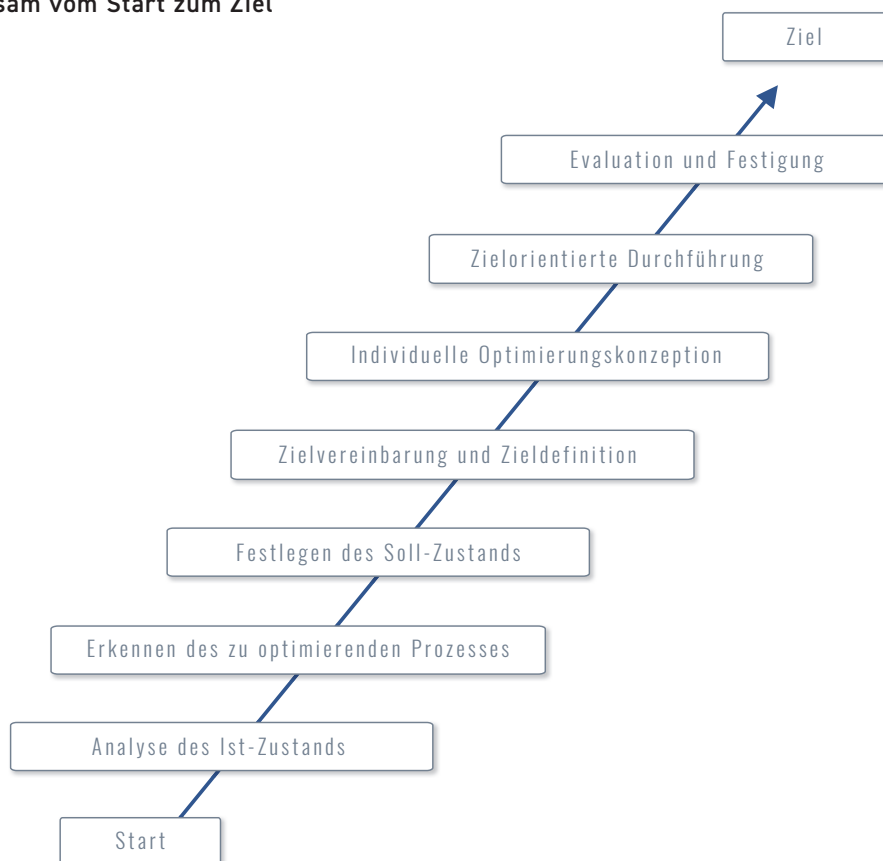 sam vom Start zum Ziel
Ziel
Evaluation und Festigung
Zielorientierte Durchführung
Individuelle Optimierungskonzeption
Zielvereinbarung und Zieldefinition
Festlegen des Soll-Zustands
Erkennen des zu optimierenden Prozesses
Analyse des Ist-Zustands
Start